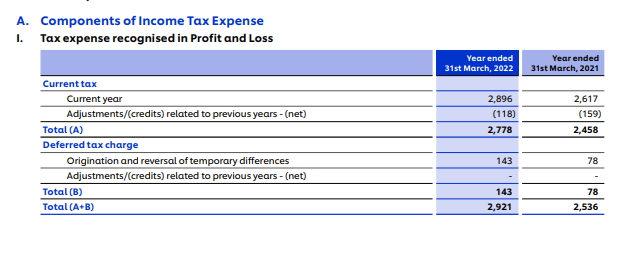 A. Components of Income Tax Expense
I. Tax expense recognised in Profit and Loss
Year ended 31st March, 2022 Year ended 31st March, 2021
Current tax
Current year 2,896 2,617
Adjustments/(credits) related to previous years - (net) (118) (159)
Total (A) 2,778 2,458
Deferred tax charge
Origination and reversal of temporary differences 143 78
Adjustments/(credits) related to previous years - (net) - -
Total (B) 143 78
Total (A+B) 2,921 2,536